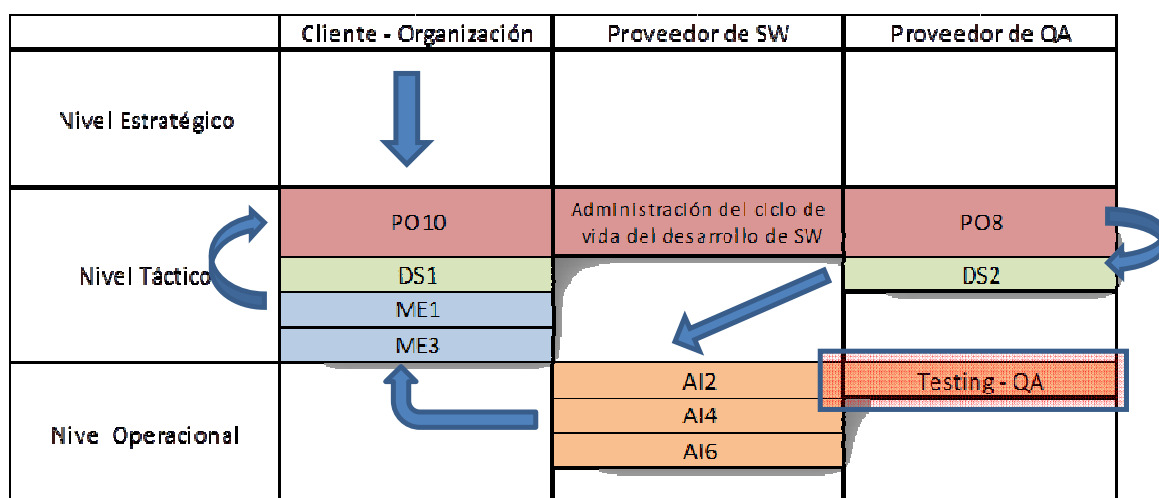 Cliente - Organización
Proveedor de SW
Proveedor de QA
Nivel Estratégico
Nivel Táctico
PO10
Administración del ciclo de
vida del desarrollo de SW
PO8
DS1
DS2
ME1
ME3
Nive Operacional
AI2
Testing - QA
AI4
AI6